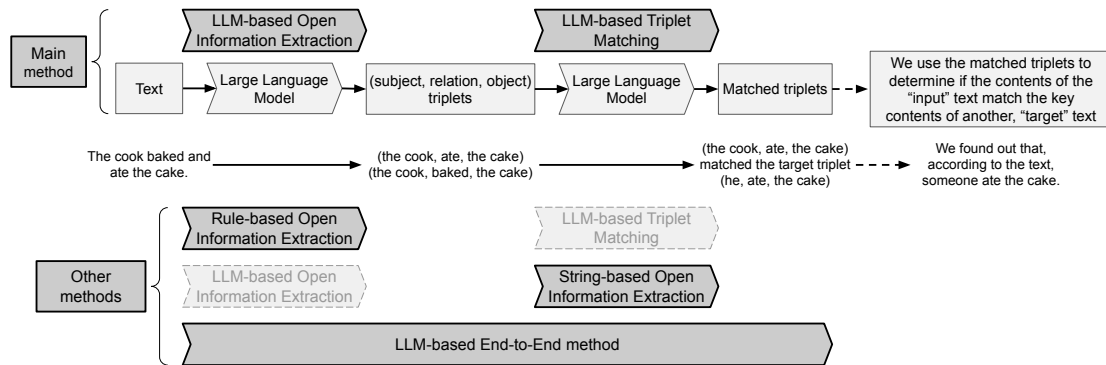 LLM-based Open
Information Extraction
LLM-based Triplet
Matching
Main
method
Text
Large Language
Model
(subject, relation, object)
triplets
Large Language
Model
Matched triplets
We use the matched triplets to
determine if the contents of the
“input” text match the key
contents of another, “target” text
The cook baked and
ate the cake.
(the cook, ate, the cake)
(the cook, baked, the cake)
(the cook, ate, the cake)
matched the target triplet
(he, ate, the cake)
We found out that,
according to the text,
someone ate the cake.
Other
methods
Rule-based Open
Information Extraction
LLM-based Triplet
Matching
LLM-based Open
Information Extraction
String-based Open
Information Extraction
LLM-based End-to-End method